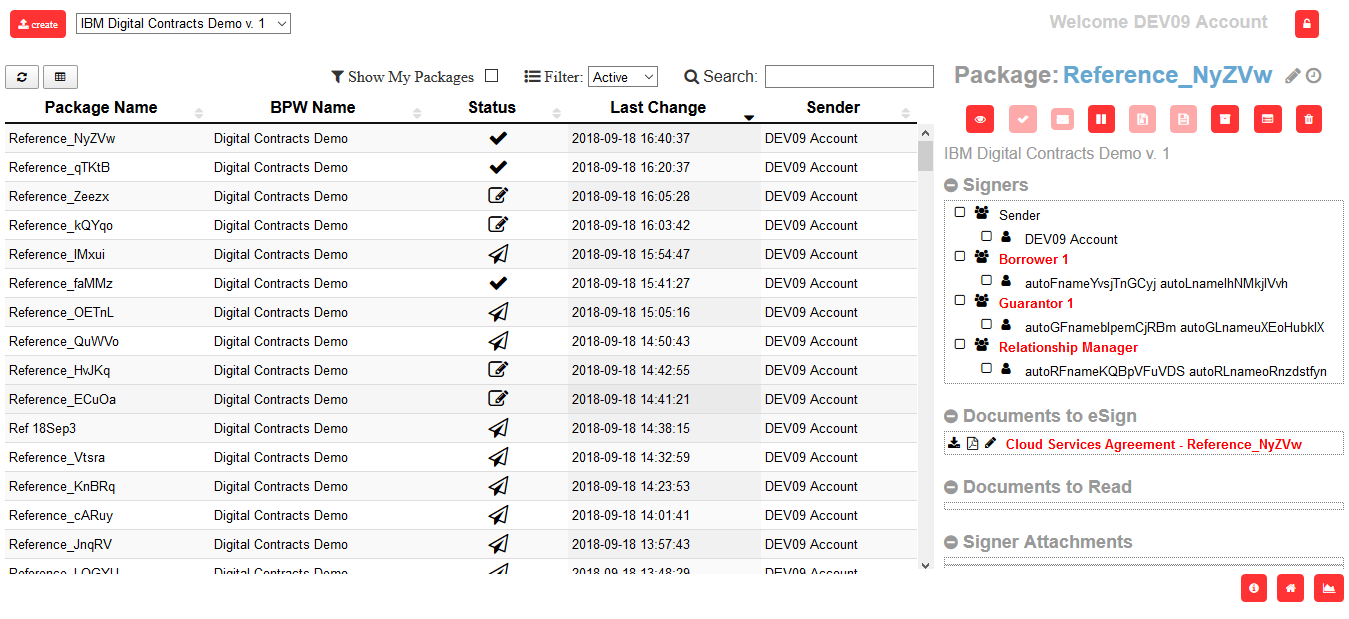 create
IBM Digital Contracts Demo v. 1
Welcome DEV09 Account
Show My Packages
Filter: Active
Search:
Package Name BPW Name Status Last Change Sender
Reference_NyZVw Digital Contracts Demo 2018-09-18 16:40:37 DEV09 Account
Reference_qTKtB Digital Contracts Demo 2018-09-18 16:20:37 DEV09 Account
Reference_Zeezx Digital Contracts Demo 2018-09-18 16:05:28 DEV09 Account
Reference_kQYqo Digital Contracts Demo 2018-09-18 16:03:42 DEV09 Account
Reference_lMxui Digital Contracts Demo 2018-09-18 15:54:47 DEV09 Account
Reference_faMMz Digital Contracts Demo 2018-09-18 15:41:27 DEV09 Account
Reference_OETnL Digital Contracts Demo 2018-09-18 15:05:16 DEV09 Account
Reference_QuWVo Digital Contracts Demo 2018-09-18 14:50:43 DEV09 Account
Reference_HvJKq Digital Contracts Demo 2018-09-18 14:42:55 DEV09 Account
Reference_ECuOa Digital Contracts Demo 2018-09-18 14:41:21 DEV09 Account
Ref 18Sep3 Digital Contracts Demo 2018-09-18 14:38:15 DEV09 Account
Reference_Vtsra Digital Contracts Demo 2018-09-18 14:32:59 DEV09 Account
Reference_KnBRq Digital Contracts Demo 2018-09-18 14:23:53 DEV09 Account
Reference_cARuy Digital Contracts Demo 2018-09-18 14:01:41 DEV09 Account
Reference_JnqRV Digital Contracts Demo 2018-09-18 13:57:43 DEV09 Account
Digital Contracts Demo 2018-09-18 13:48:29 DEV09 Account
Package: Reference_NyZVw
IBM Digital Contracts Demo v. 1
Signers
Sender
DEV09 Account
Borrower 1
autoFnameYvsjTnGCyj autoLnamelhNMkjlVvh
Guarantor 1
autoGFnameblpemCjRBm autoGLnameuXEoHubklX
Relationship Manager
autoRFnameKQBpVFuVDS autoRLnameoRnzdstfyn
Documents to eSign
Cloud Services Agreement - Reference_NyZVw
Documents to Read
Signer Attachments